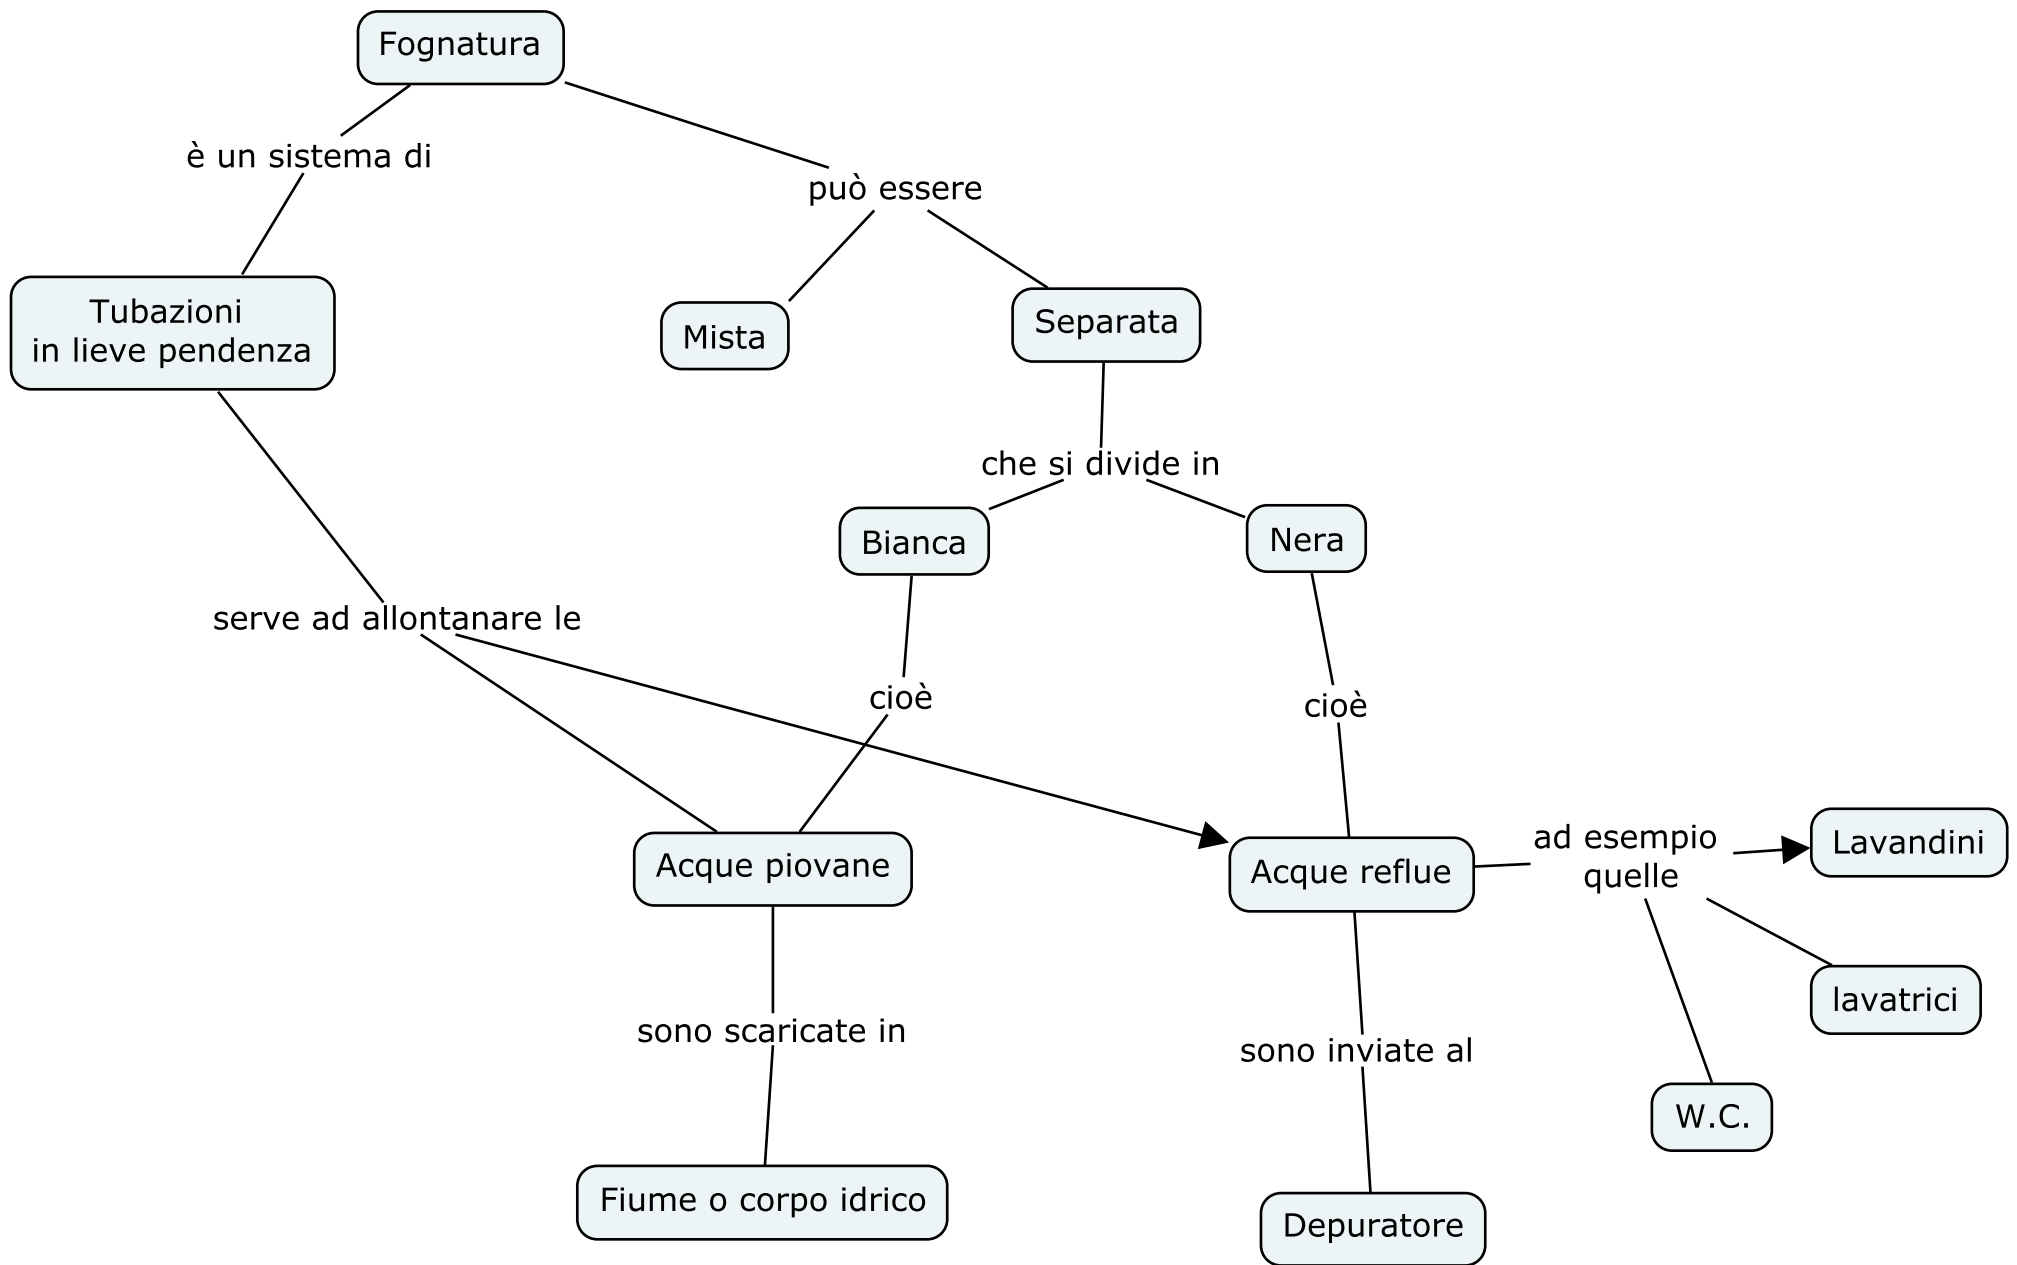 Fognatura
è un sistema di
può essere
Tubazioni
in lieve pendenza
Mista
Separata
che si divide in
Bianca
Nera
serve ad allontanare le
cioè
cioè
Acque piovane
Acque reflue
ad esempio
quelle
Lavandini
lavatrici
sono scaricate in
sono inviate al
W.C.
Fiume o corpo idrico
Depuratore